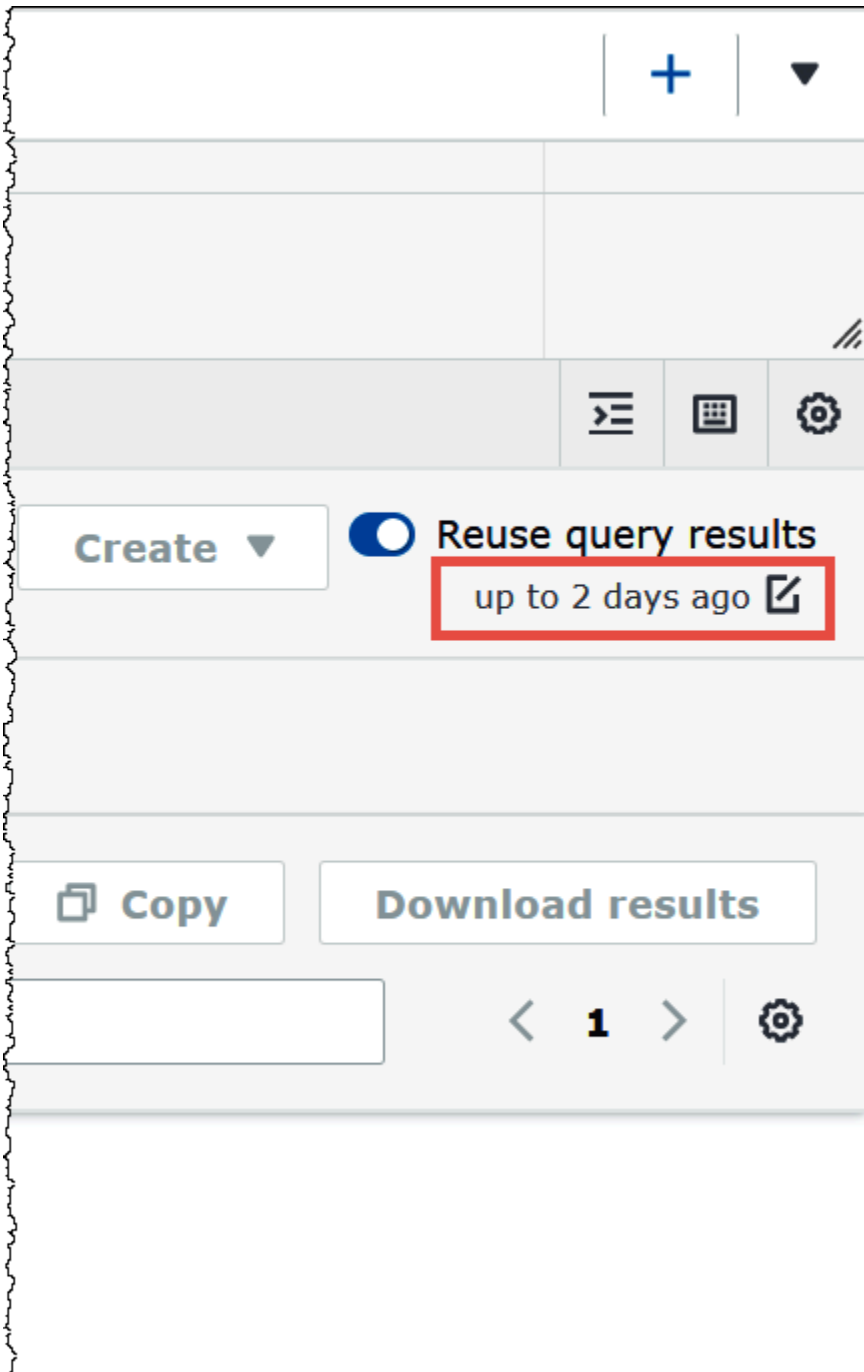 Create
Reuse query results
up to 2 days ago
Copy
Download results
1